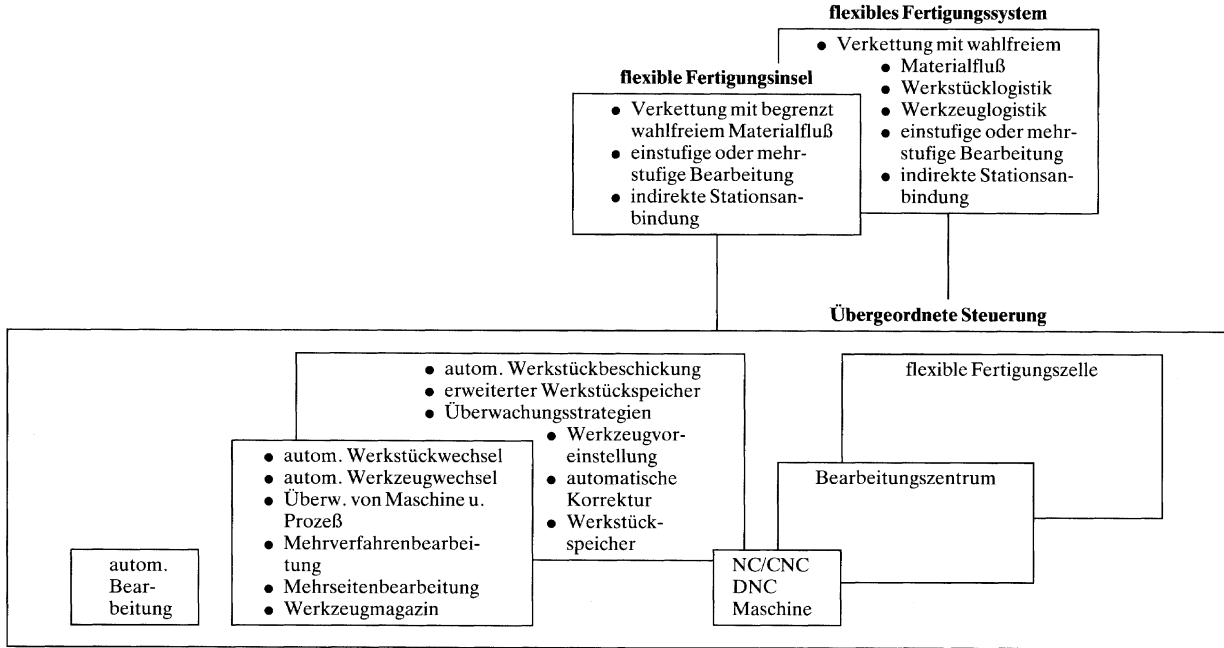 flexibles Fertigungssystem
● Verkettung mit wahlfreiem
● Materialfluß
● Werkstücklogistik
● Werkzeuglogistik
● einstufige oder mehr-
stufige Bearbeitung
● indirekte Stationsan-
bindung
flexible Fertigungsinsel
● Verkettung mit begrenzt
wahlfreiem Materialfluß
● einstufige oder mehr-
stufige Bearbeitung
● indirekte Stationsan-
bindung
Übergeordnete Steuerung
● autom. Werkstückbeschickung
● erweiterter Werkstückspeicher
● Überwachungsstrategien
● Werkzeugvor-
einstellung
● automatische
Korrektur
● Werkstück-
speicher
● autom. Werkstückwechsel
● autom. Werkzeugwechsel
● Überw. von Maschine u.
Prozeß
● Mehrverfahrenbearbei-
tung
● Mehrseitenbearbeitung
● Werkzeugmagazin
autom.
Bear-
beitung
flexible Fertigungszelle
Bearbeitungszentrum
NC/CNC
DNC
Maschine